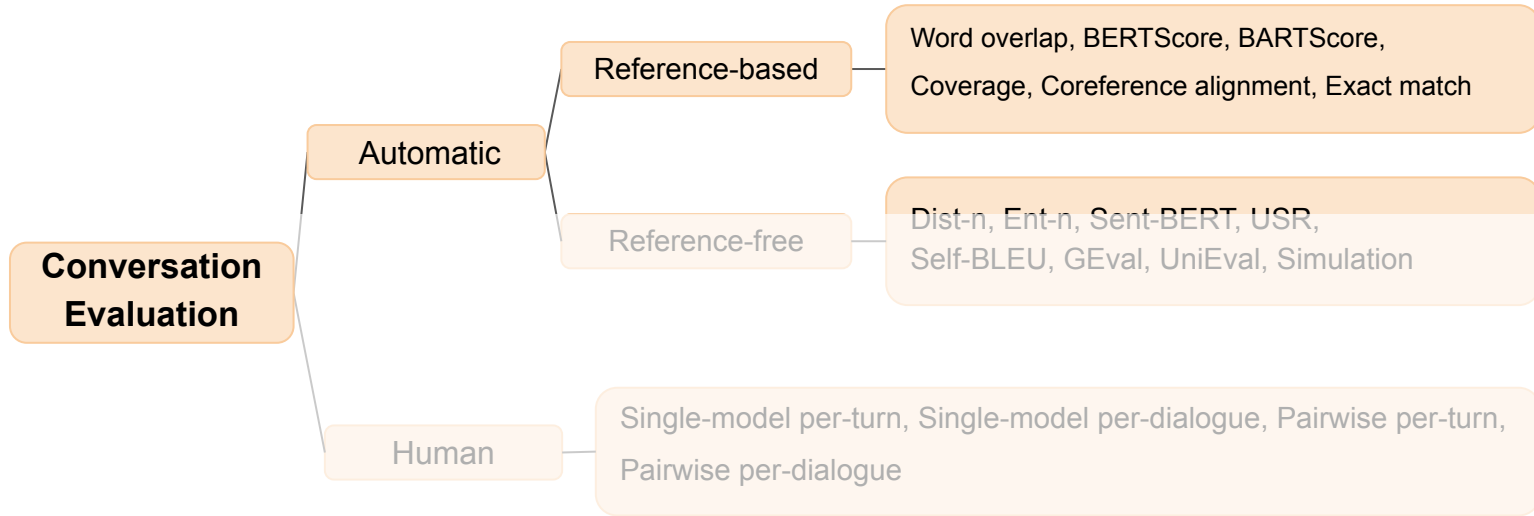 Word overlap, BERTScore, BARTScore,
Coverage, Coreference alignment, Exact match
Reference-based
Automatic
Dist-n, Ent-n, Sent-BERT, USR,
Self-BLEU, GEval, UniEval, Simulation
Reference-free
Conversation
Evaluation
Single-model per-turn, Single-model per-dialogue, Pairwise per-turn,
Pairwise per-dialogue
Human